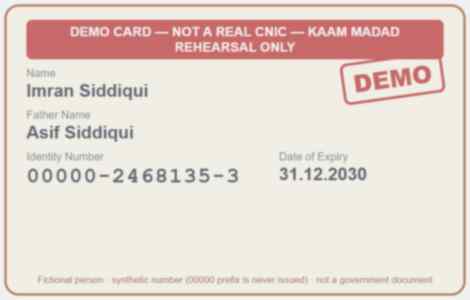 DEMO CARD — NOT A REAL CNIC — KAAM MADAD
REHEARSAL ONLY
DEMO
Name
Imran Siddiqui
Father Name
Asif Siddiqui
Identity Number
00000-2468135-3
Date of Expiry
31.12.2030
Fictional person · synthetic number (00000 prefix is never issued) · not a government document